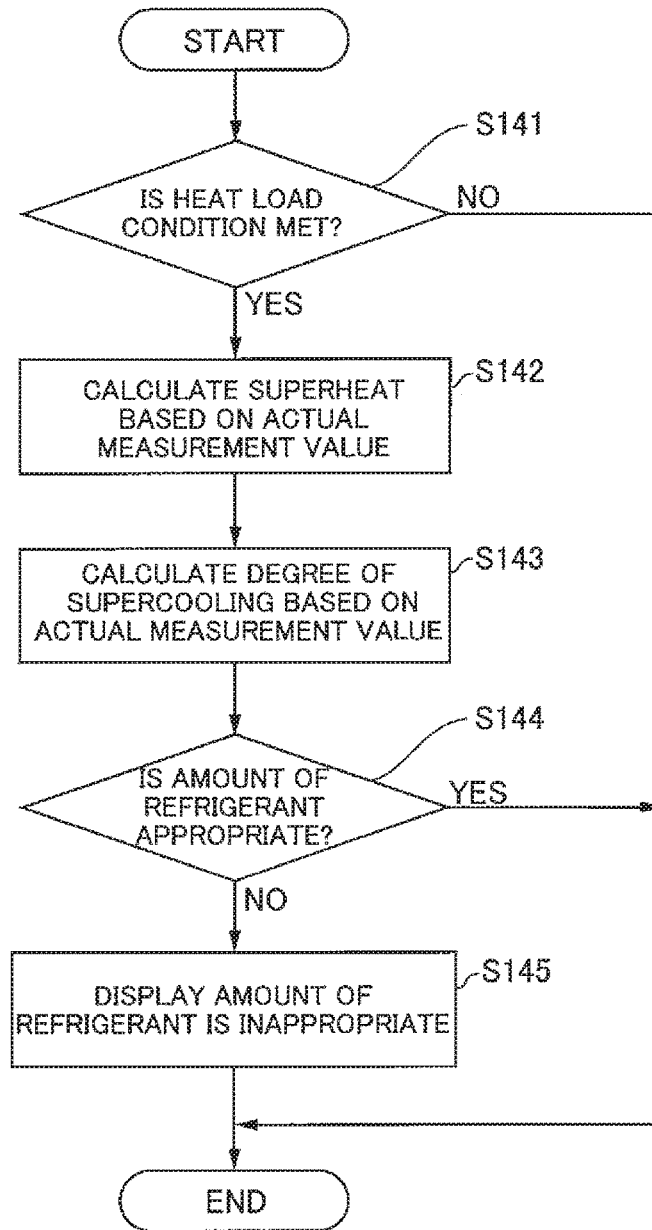 START
S141
IS HEAT LOAD
CONDITION MET?
NO
YES
S142
CALCULATE SUPERHEAT
BASED ON ACTUAL
MEASUREMENT VALUE
S143
CALCULATE DEGREE OF
SUPERCOOLING BASED ON
ACTUAL MEASUREMENT VALUE
S144
IS AMOUNT OF
REFRIGERANT
APPROPRIATE?
YES
NO
S145
DISPLAY AMOUNT OF
REFRIGERANT IS INAPPROPRIATE
END